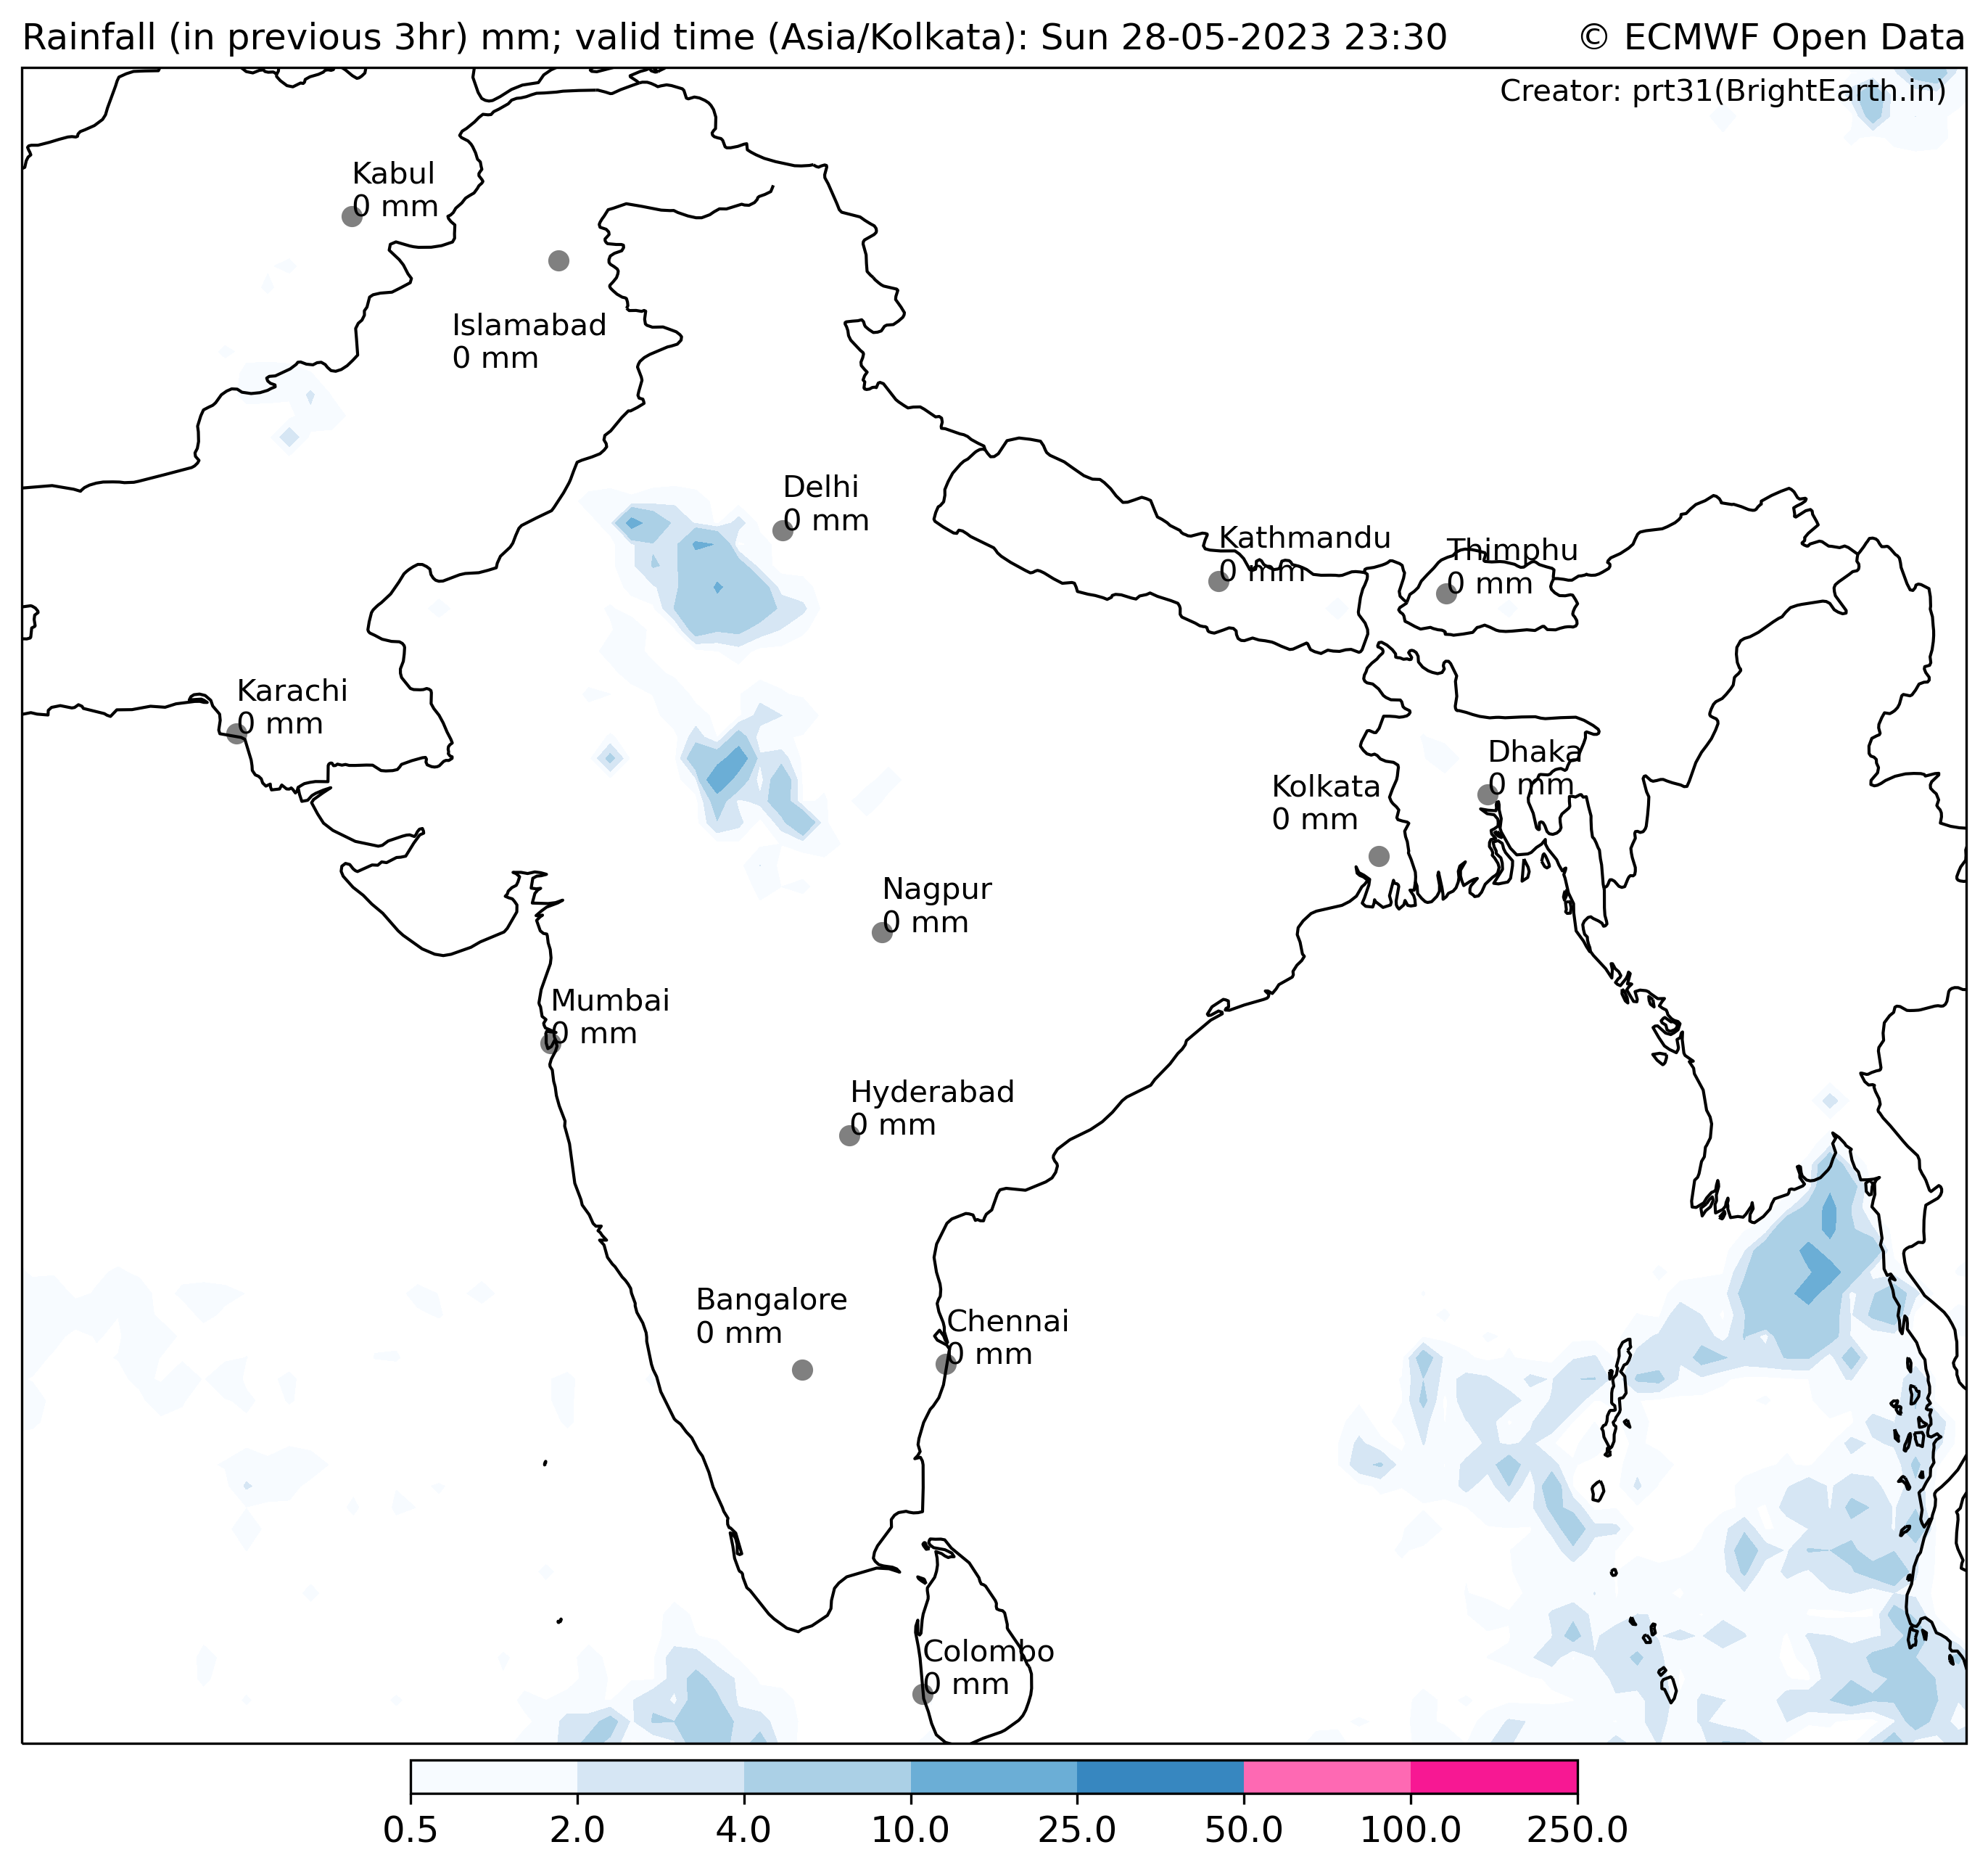 Rainfall (in previous 3hr) mm; valid time (Asia/Kolkata): Sun 28-05-2023 23:30
© ECMWF Open Data
Creator: prt31(BrightEarth.in)
Kabul
0 mm
Islamabad
0 mm
Delhi
0 mm
Kathmandu
0 mm
Thimphu
0 mm
Karachi
0 mm
Dhaka
0 mm
Kolkata
0 mm
Nagpur
0 mm
Mumbai
0 mm
Hyderabad
0 mm
Bangalore
0 mm
Chennai
0 mm
Colombo
0 mm
0.5 2.0 4.0 10.0 25.0 50.0 100.0 250.0